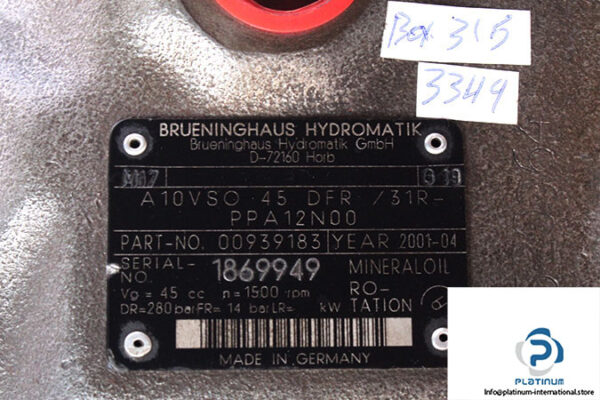 Box 315
3349
BRUENINGHAUS HYDROMATIK
Brueninghaus Hydromatik GmbH
D-72160 Horb
A10VSO 45 DFR /31R-
PPA12N00
PART-NO. 00939183 YEAR 2001-04
SERIAL-NO. 1869949 MINERALOIL
Vg = 45 cc n = 1500 rpm RO-TATION
DR=280 bar FR= 14 bar LR= kW
MADE IN GERMANY
PLATINUM
Info@platinum-international.store